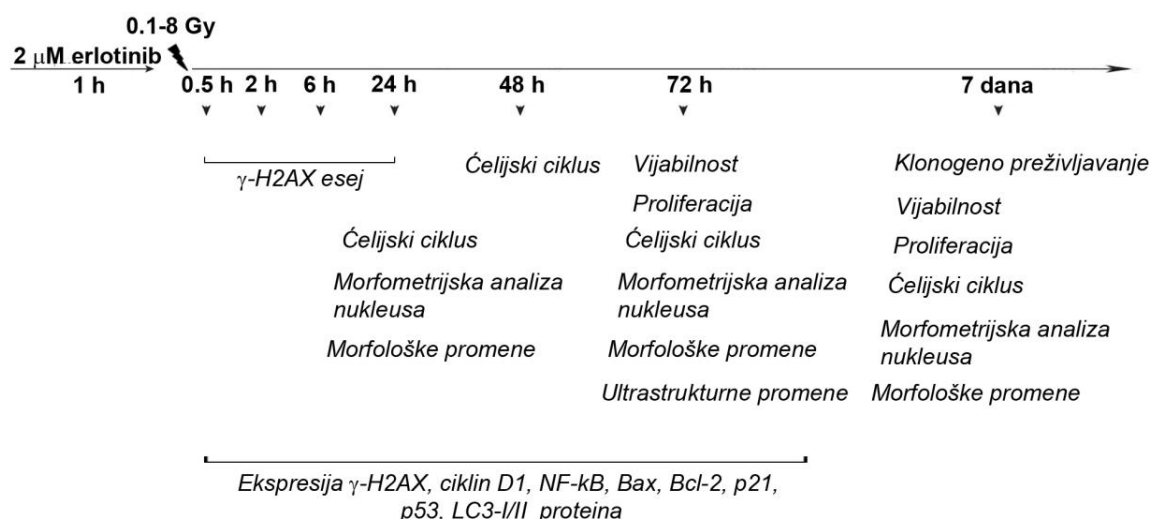 0.1-8 Gy
2 μM erlotinib
1 h
0.5 h 2 h 6 h 24 h 48 h 72 h 7 dana
γ-H2AX esej
Ćelijski ciklus
Ćelijski ciklus
Morfometrijska analiza
nukleusa
Morfološke promene
Vijabilnost
Proliferacija
Ćelijski ciklus
Morfometrijska analiza
nukleusa
Morfološke promene
Ultrastrukturne promene
Klonogeno preživljavanje
Vijabilnost
Proliferacija
Ćelijski ciklus
Morfometrijska analiza
nukleusa
Morfološke promene
Ekspresija γ-H2AX, ciklin D1, NF-kB, Bax, Bcl-2, p21,
p53, LC3-I/II proteina